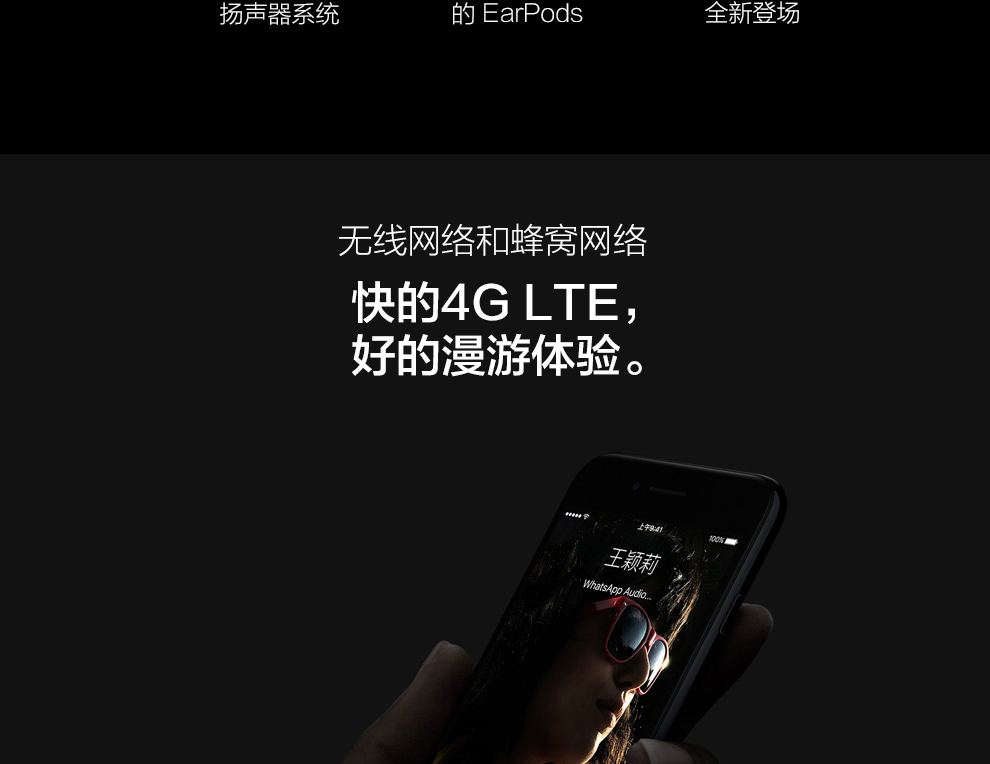 扬声器系统
的 EarPods
全新登场
无线网络和蜂窝网络
快的4G LTE，
好的漫游体验。
上午9:41
100%
王颖莉
WhatsApp Audio...